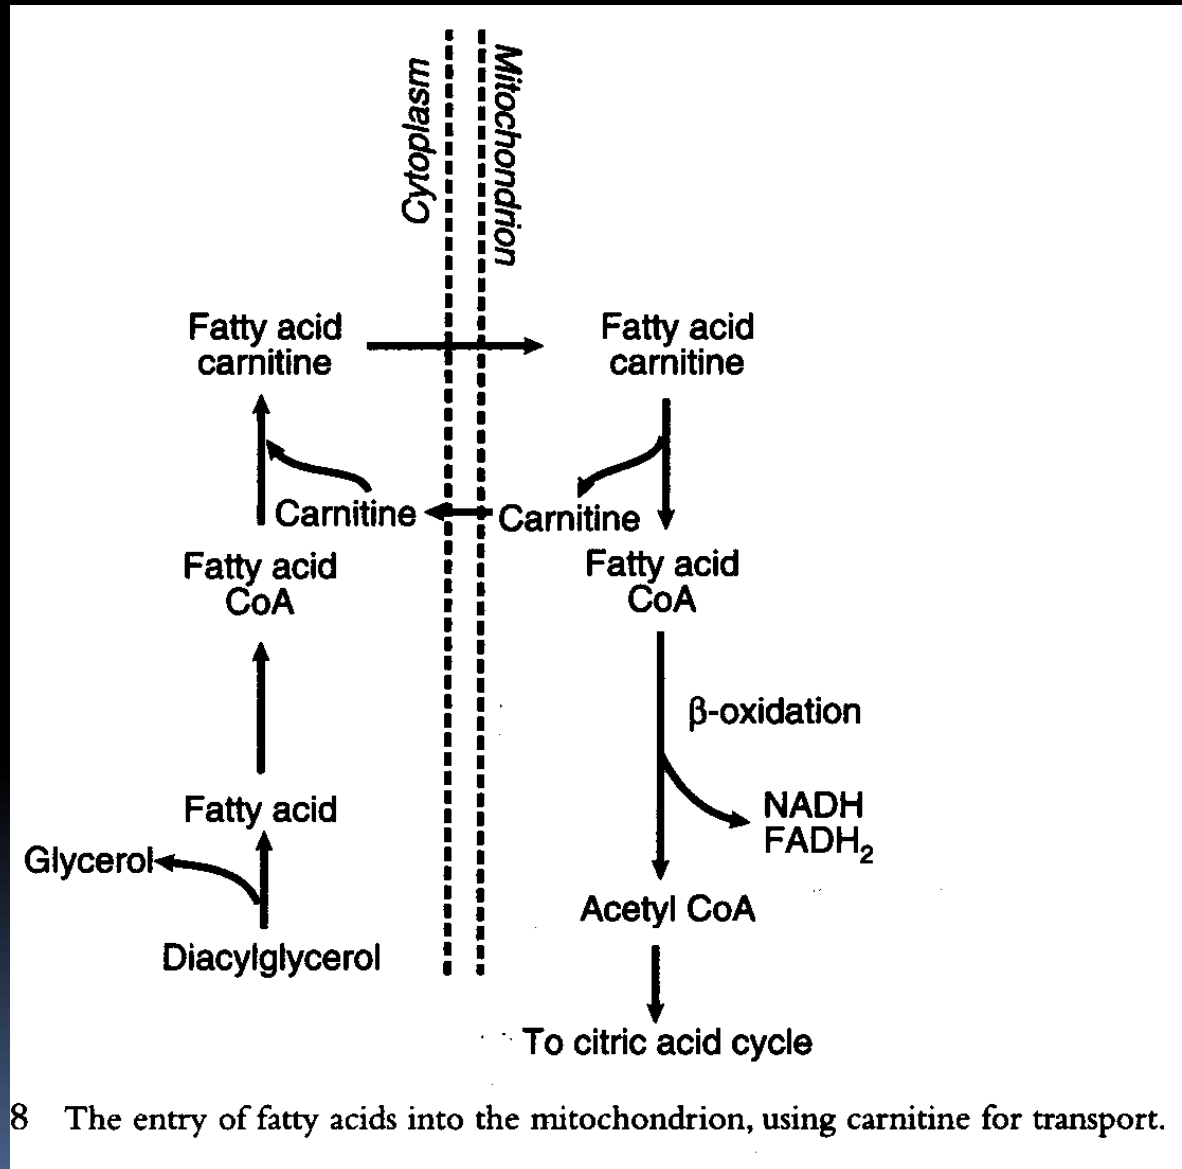 Cytoplasm
Mitochondrion
Fatty acid
carnitine
Fatty acid
carnitine
Carnitine
Carnitine
Fatty acid
CoA
Fatty acid
CoA
β-oxidation
Fatty acid
NADH
FADH₂
Glycerol
Acetyl CoA
Diacylglycerol
To citric acid cycle
8 The entry of fatty acids into the mitochondrion, using carnitine for transport.